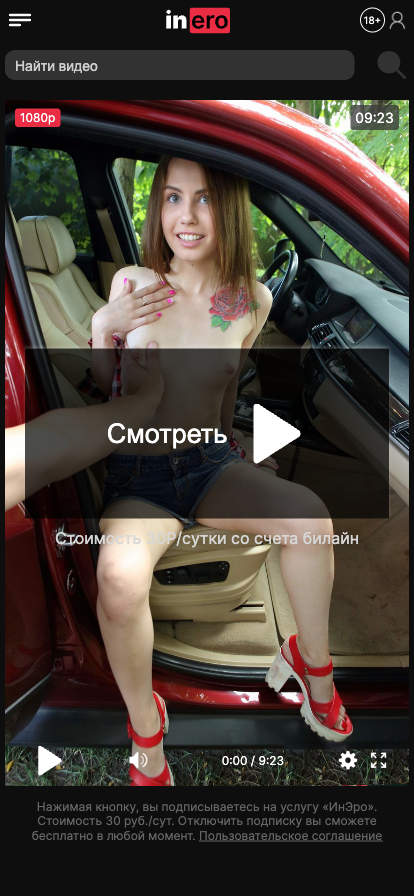 inero
18+
Найти видео
1080p
09:23
Смотреть
Стоимость 30Р/сутки со счета билайн
0:00 / 9:23
Нажимая кнопку, вы подписываетесь на услугу «ИнЭро».
Стоимость 30 руб./сут. Отключить подписку вы сможете
бесплатно в любой момент. Пользовательское соглашение